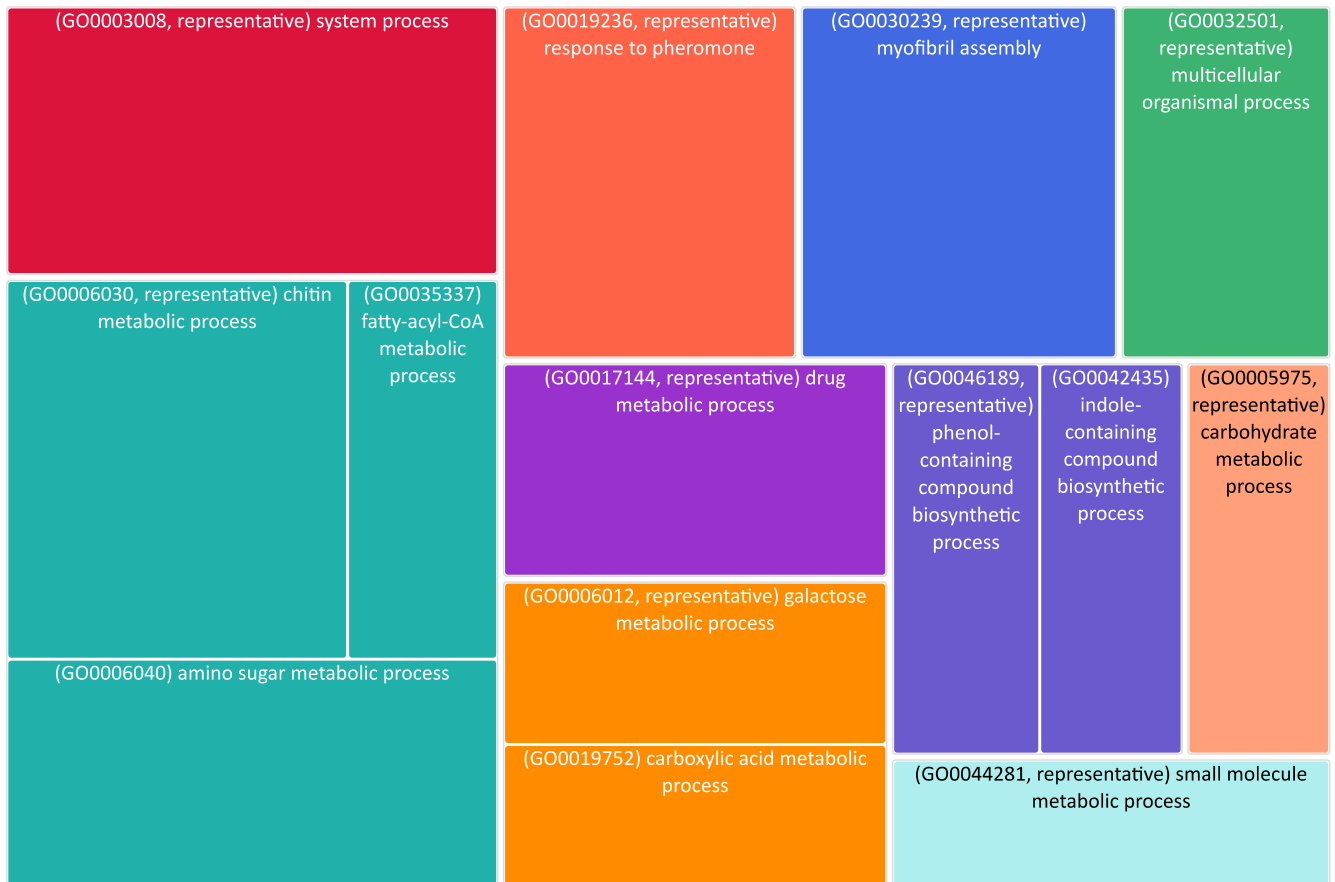 (GO0003008, representative) system process
(GO0019236, representative)
response to pheromone
(GO0030239, representative)
myofibril assembly
(GO0032501,
representative)
multicellular
organismal process
(GO0006030, representative) chitin
metabolic process
(GO0035337)
fatty-acyl-CoA
metabolic
process
(GO0006040) amino sugar metabolic process
(GO0017144, representative) drug
metabolic process
(GO0006012, representative) galactose
metabolic process
(GO0019752) carboxylic acid metabolic
process
(GO0046189,
representative)
phenol-
containing
compound
biosynthetic
process
(GO0042435)
indole-
containing
compound
biosynthetic
process
(GO0005975,
representative)
carbohydrate
metabolic
process
(GO0044281, representative) small molecule
metabolic process